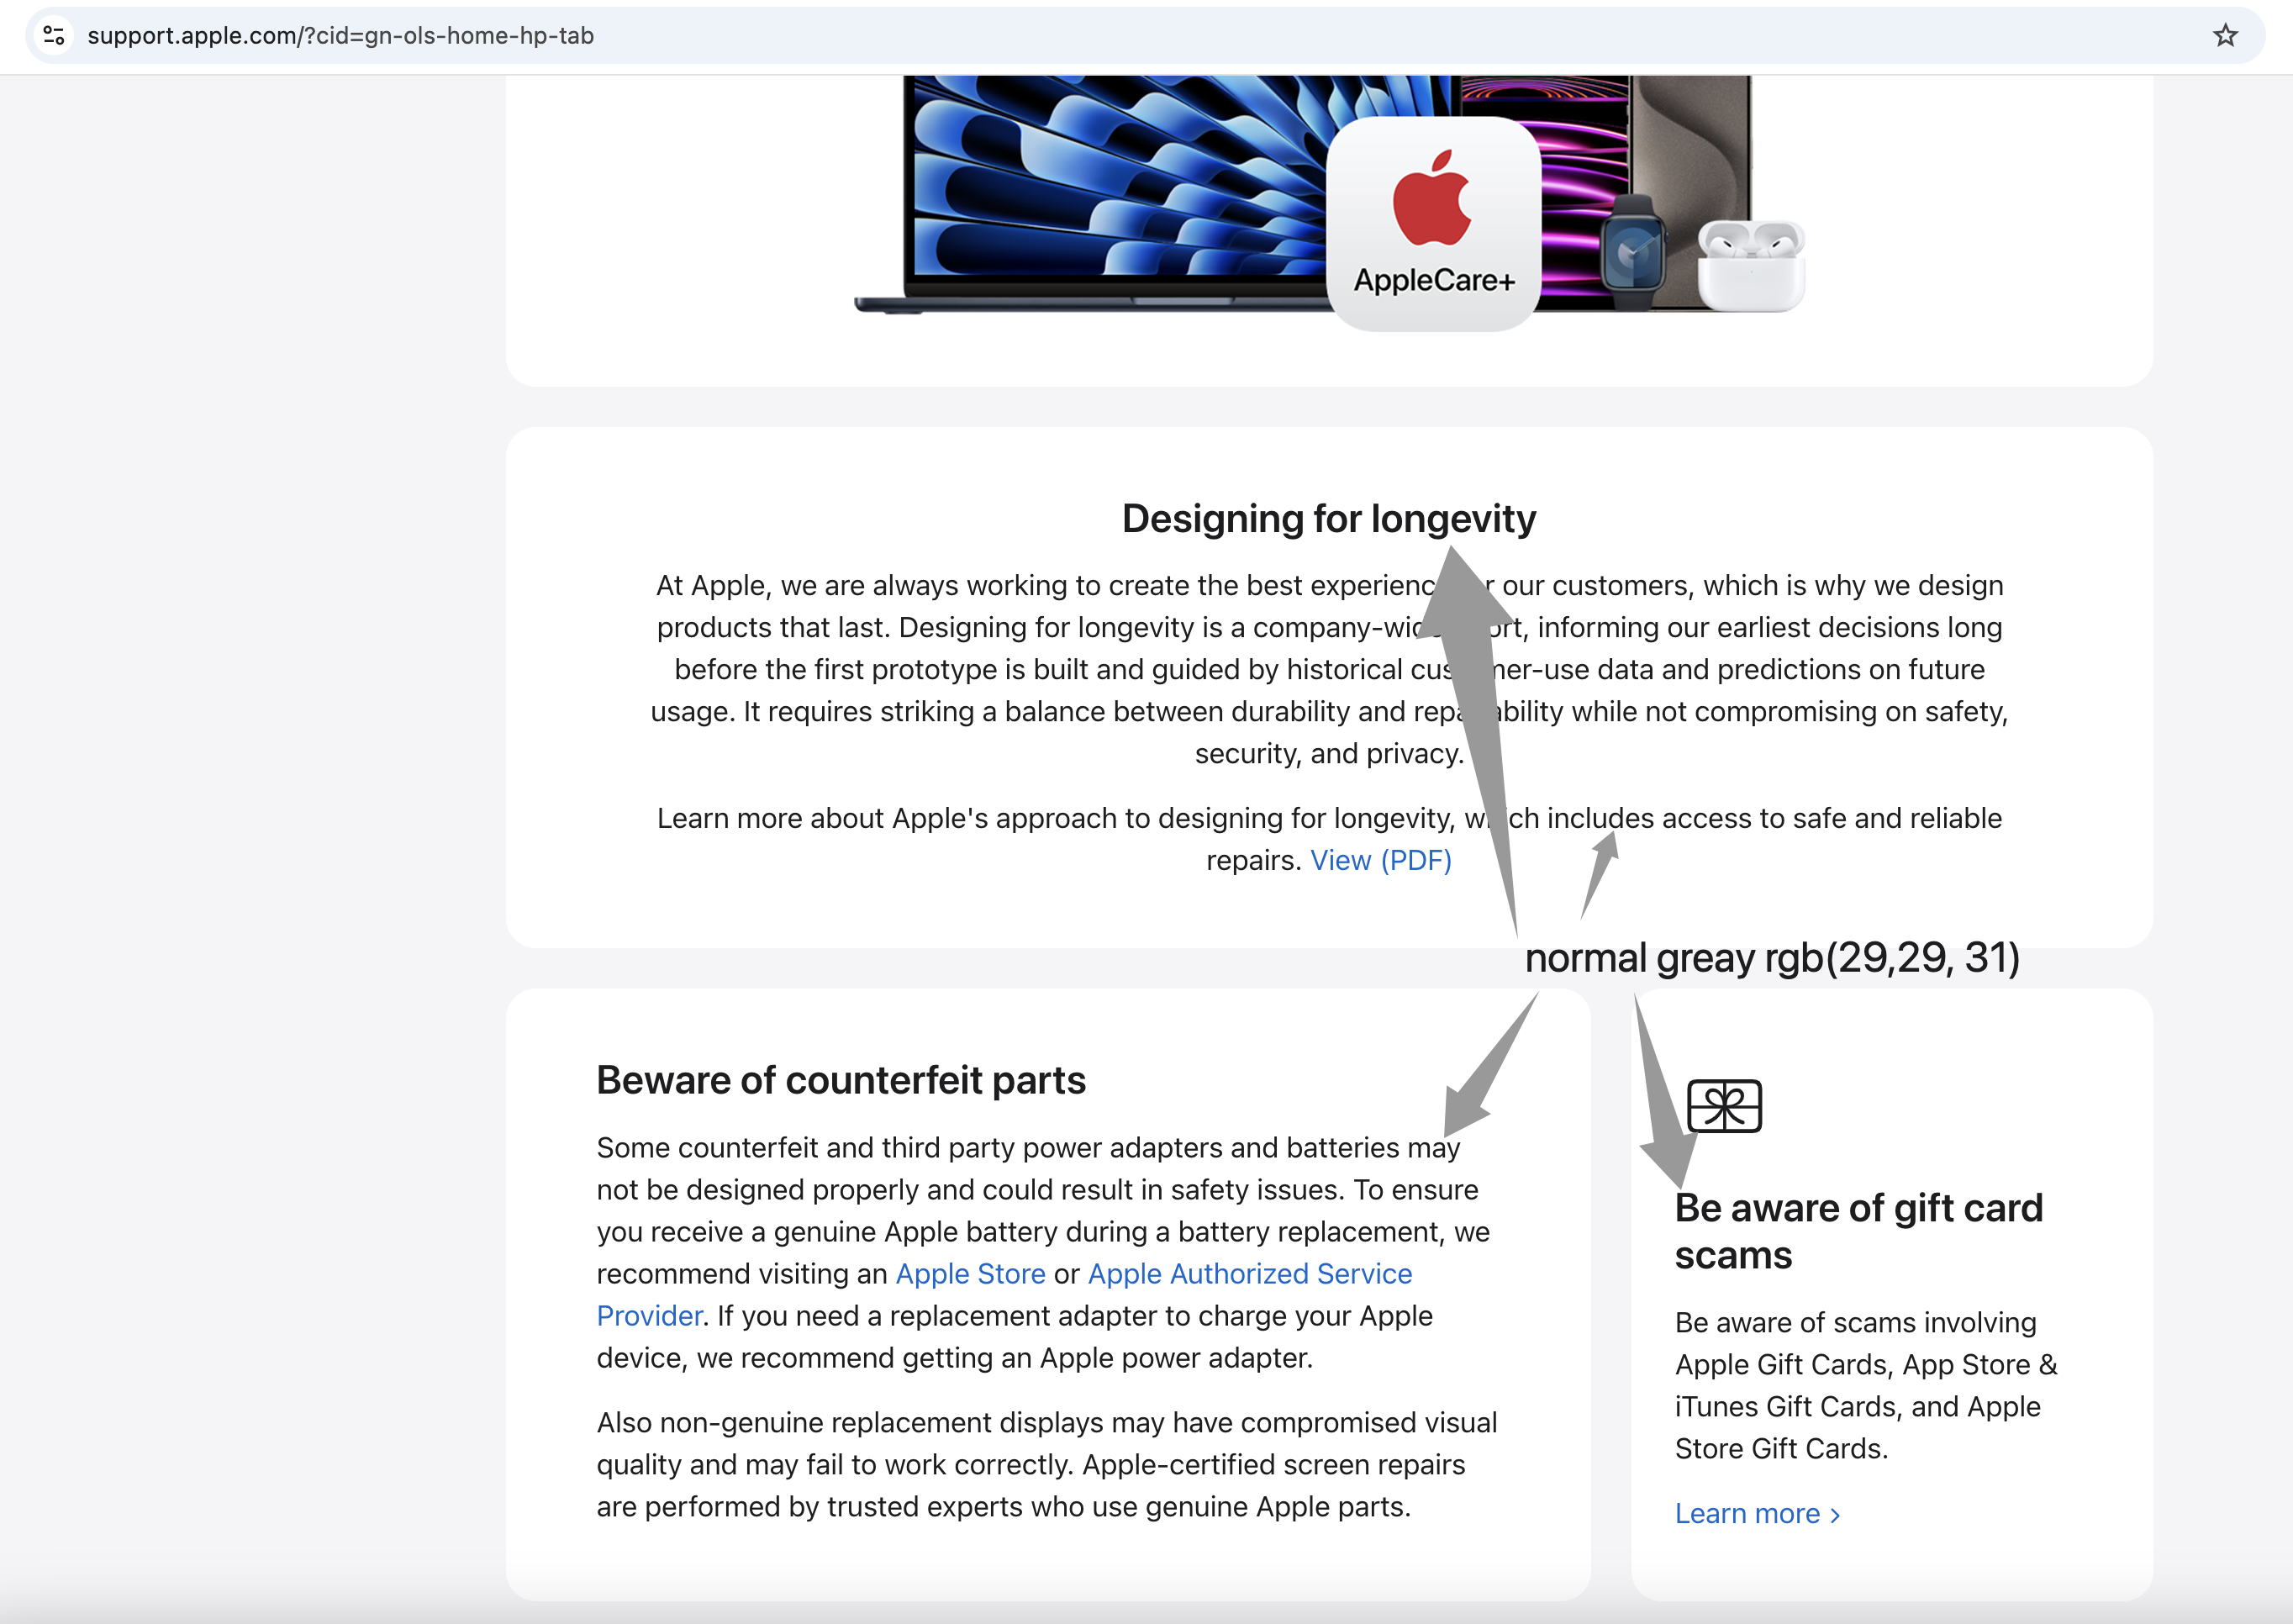 support.apple.com/?cid=gn-ols-home-hp-tab
AppleCare+
Designing for longevity
At Apple, we are always working to create the best experienc r our customers, which is why we design
products that last. Designing for longevity is a company-wid ort, informing our earliest decisions long
before the first prototype is built and guided by historical cus mer-use data and predictions on future
usage. It requires striking a balance between durability and repa ability while not compromising on safety,
security, and privacy.
Learn more about Apple's approach to designing for longevity, which includes access to safe and reliable
repairs. View (PDF)
normal greay rgb(29,29, 31)
Beware of counterfeit parts
Some counterfeit and third party power adapters and batteries may
not be designed properly and could result in safety issues. To ensure
you receive a genuine Apple battery during a battery replacement, we
recommend visiting an Apple Store or Apple Authorized Service
Provider. If you need a replacement adapter to charge your Apple
device, we recommend getting an Apple power adapter.
Also non-genuine replacement displays may have compromised visual
quality and may fail to work correctly. Apple-certified screen repairs
are performed by trusted experts who use genuine Apple parts.
Be aware of gift card
scams
Be aware of scams involving
Apple Gift Cards, App Store &
iTunes Gift Cards, and Apple
Store Gift Cards.
Learn more >